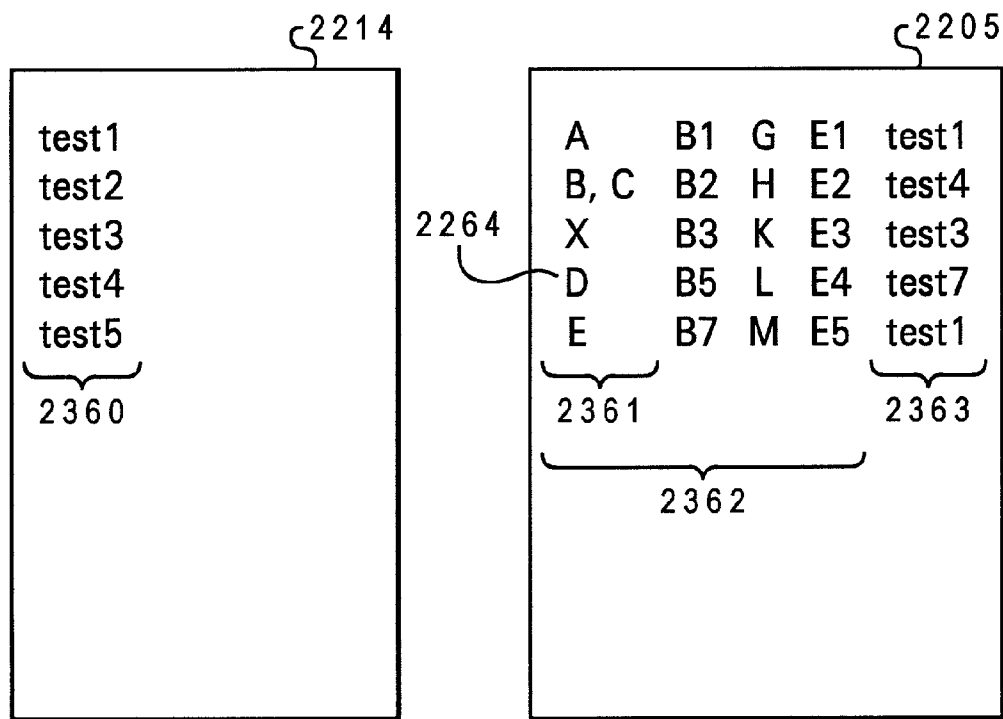 2214
test1
test2
test3
test4
test5
2360
2205
A B1 G E1 test1
B, C B2 H E2 test4
X B3 K E3 test3
2264
D B5 L E4 test7
E B7 M E5 test1
2361 2363
2362